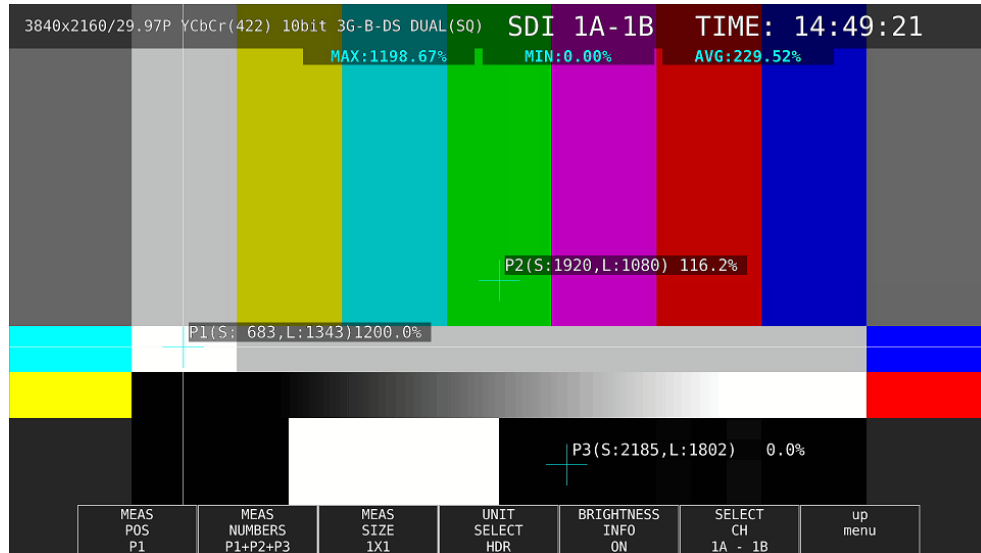 3840x2160/29.97P YCbCr(422) 10bit 3G-B-DS DUAL(SQ) SDI 1A-1B TIME: 14:49:21
MAX:1198.67% MIN:0.00% AVG:229.52%
P2(S:1920,L:1080) 116.2%
P1(S: 683,L:1343)1200.0%
P3(S:2185,L:1802) 0.0%
MEAS MEAS MEAS UNIT BRIGHTNESS SELECT up
POS NUMBERS SIZE SELECT INFO CH menu
P1 P1+P2+P3 1X1 HDR ON 1A - 1B